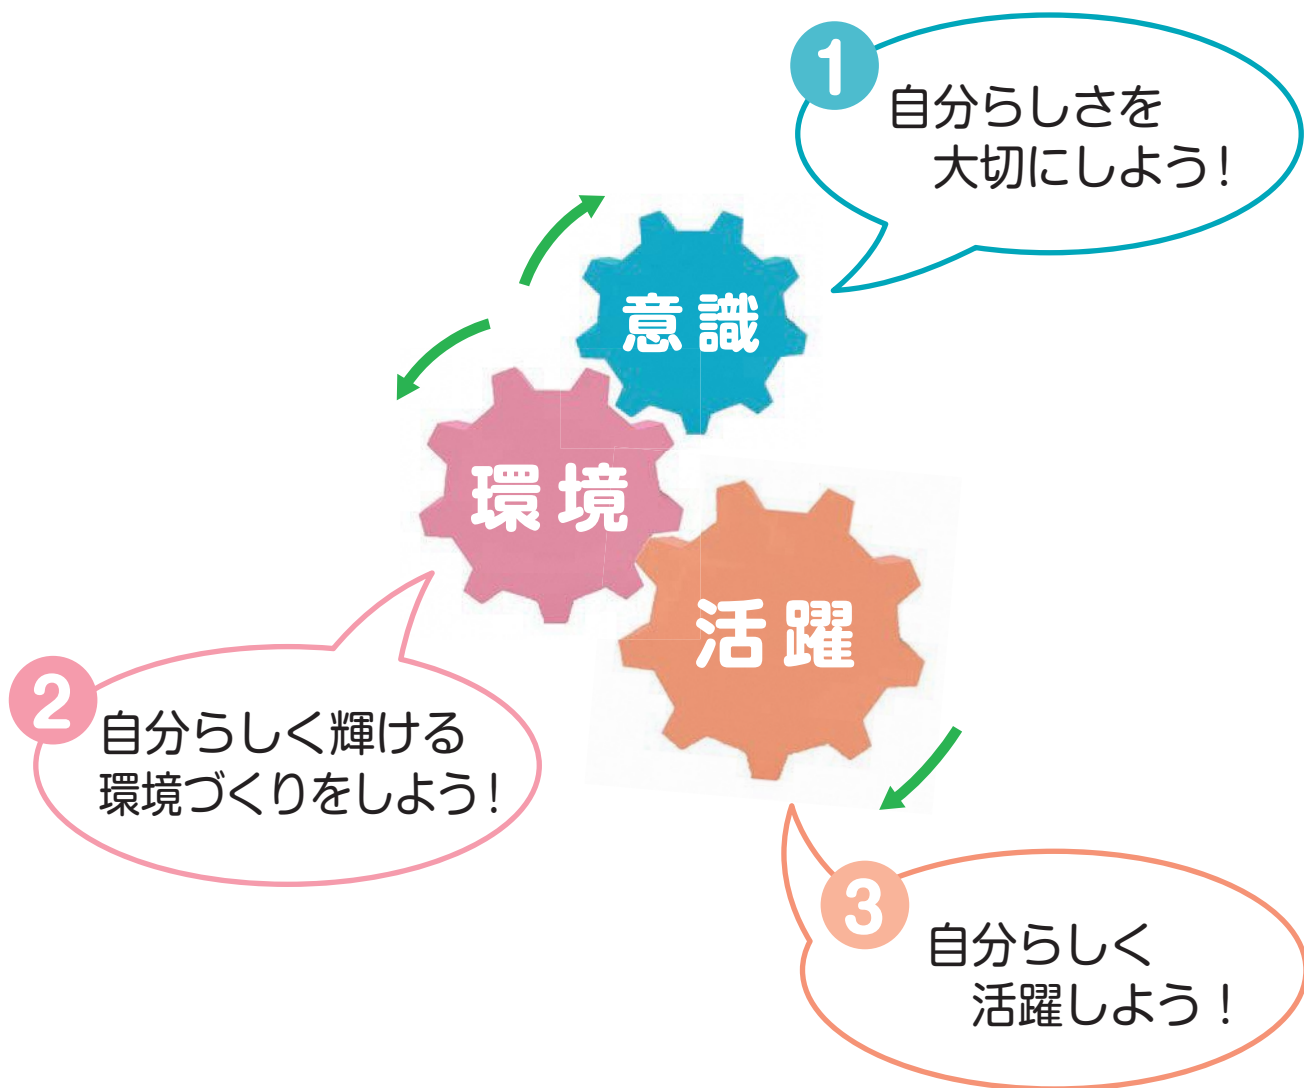 1
自分らしさを
大切にしよう！
意識
環境
活躍
2
自分らしく輝ける
環境づくりをしよう！
3
自分らしく
活躍しよう！